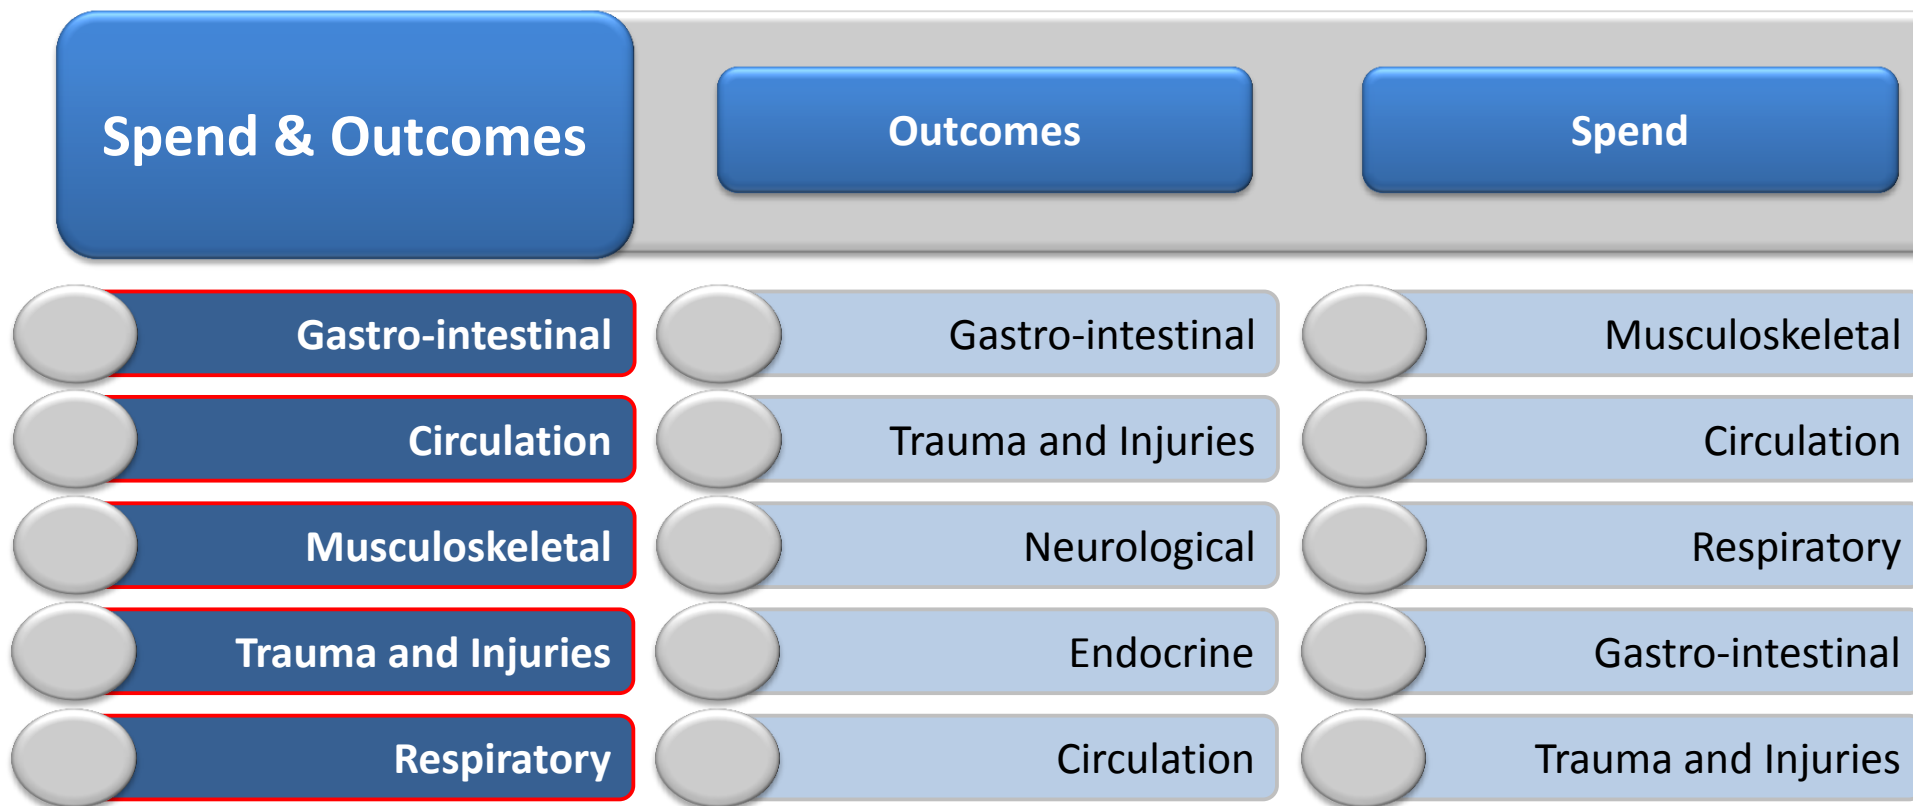 Spend & Outcomes
Outcomes
Spend
Gastro-intestinal
Gastro-intestinal
Musculoskeletal
Circulation
Trauma and Injuries
Circulation
Musculoskeletal
Neurological
Respiratory
Trauma and Injuries
Endocrine
Gastro-intestinal
Respiratory
Circulation
Trauma and Injuries